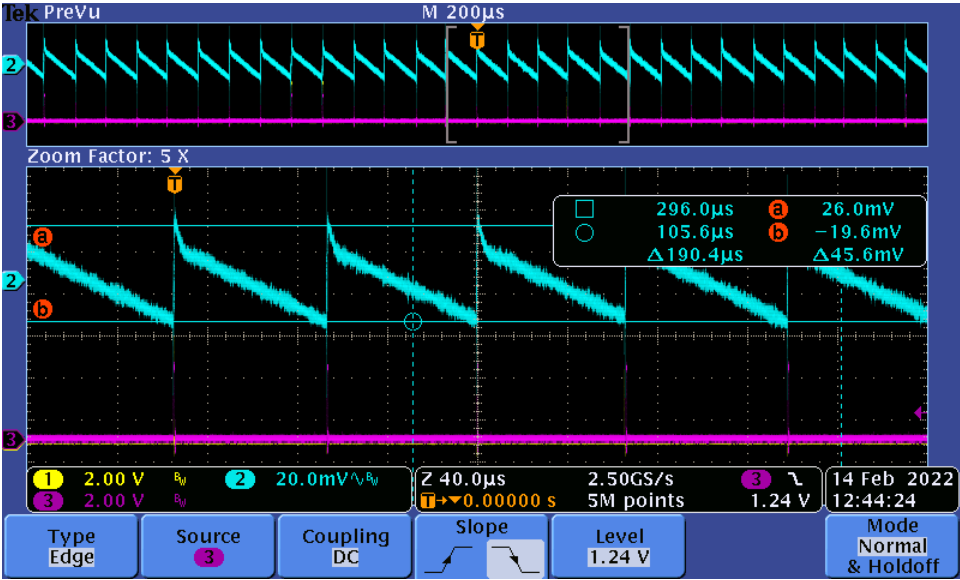 Tek PreVu M 200µs
T
2
3
Zoom Factor: 5 X
T
296.0µs a 26.0mV
105.6µs b −19.6mV
Δ190.4µs Δ45.6mV
a
2
b
3
1 2.00 V BW 2 20.0mV∿BW Z 40.0µs 2.50GS/s 3 14 Feb 2022
3 2.00 V BW T→▼0.00000 s 5M points 1.24 V 12:44:24
Type
Edge
Source
3
Coupling
DC
Slope
Level
1.24 V
Mode
Normal
& Holdoff